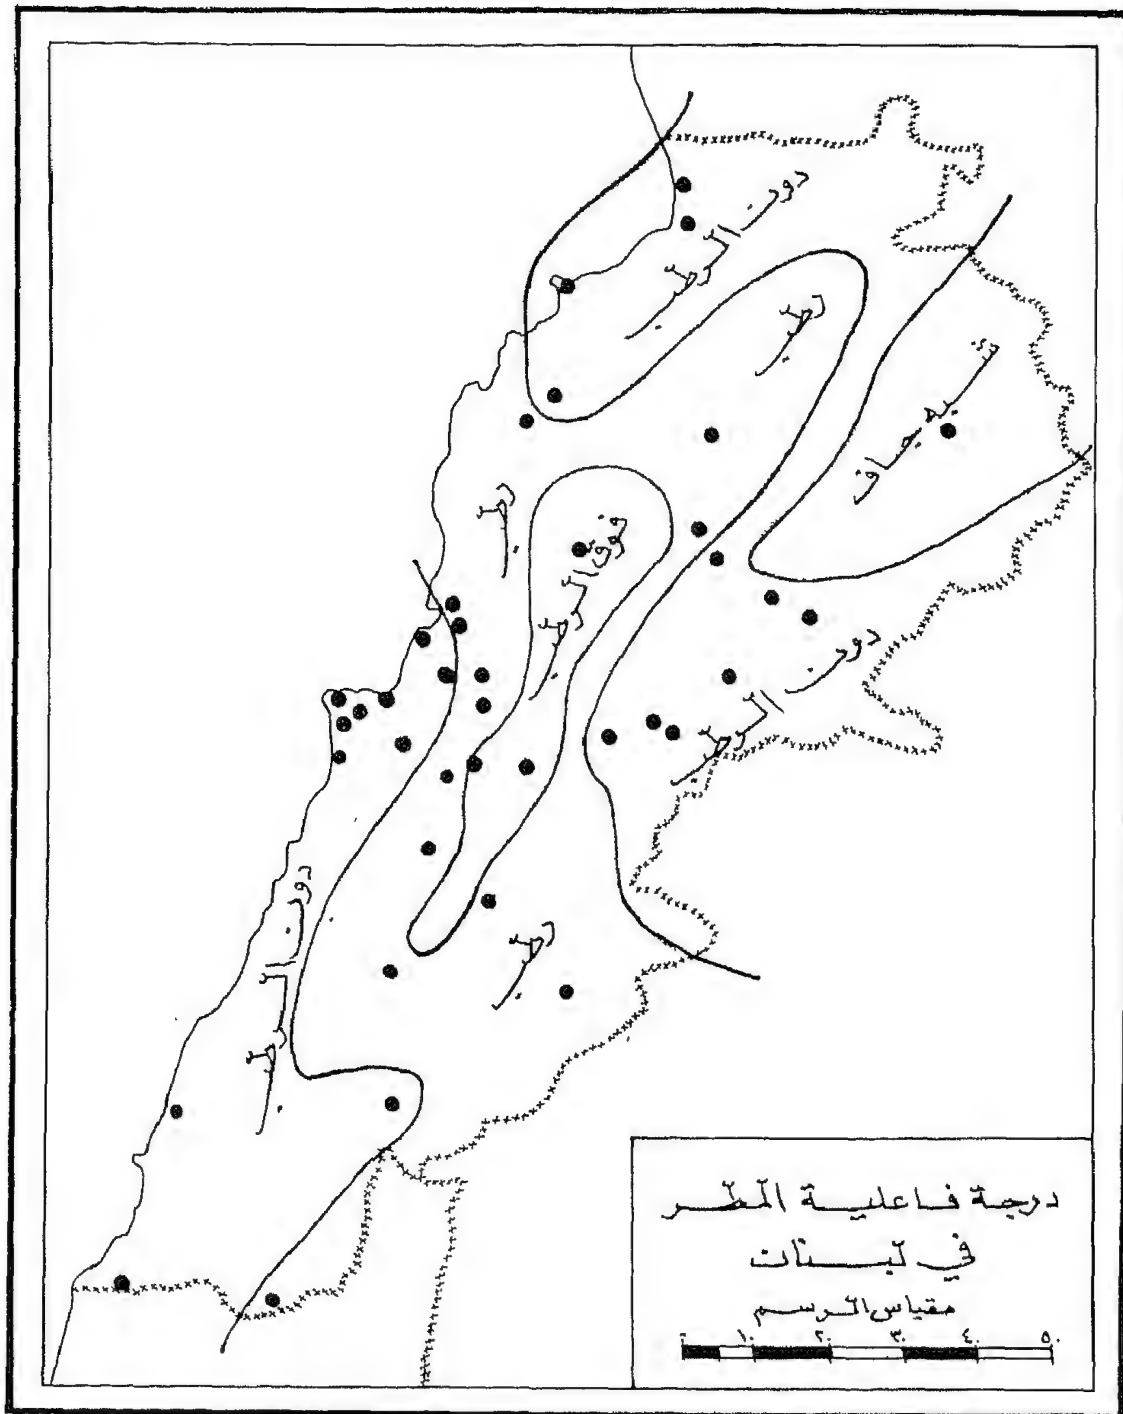 دون الرطب
رطب
شبه جاف
رطب
فوق الرطب
دون الرطب
دون الرطب
رطب
درجة فاعلية المطر
في لبنان
مقياس الرسم
٠ ١٠ ٢٠ ٣٠ ٤٠ ٥٠